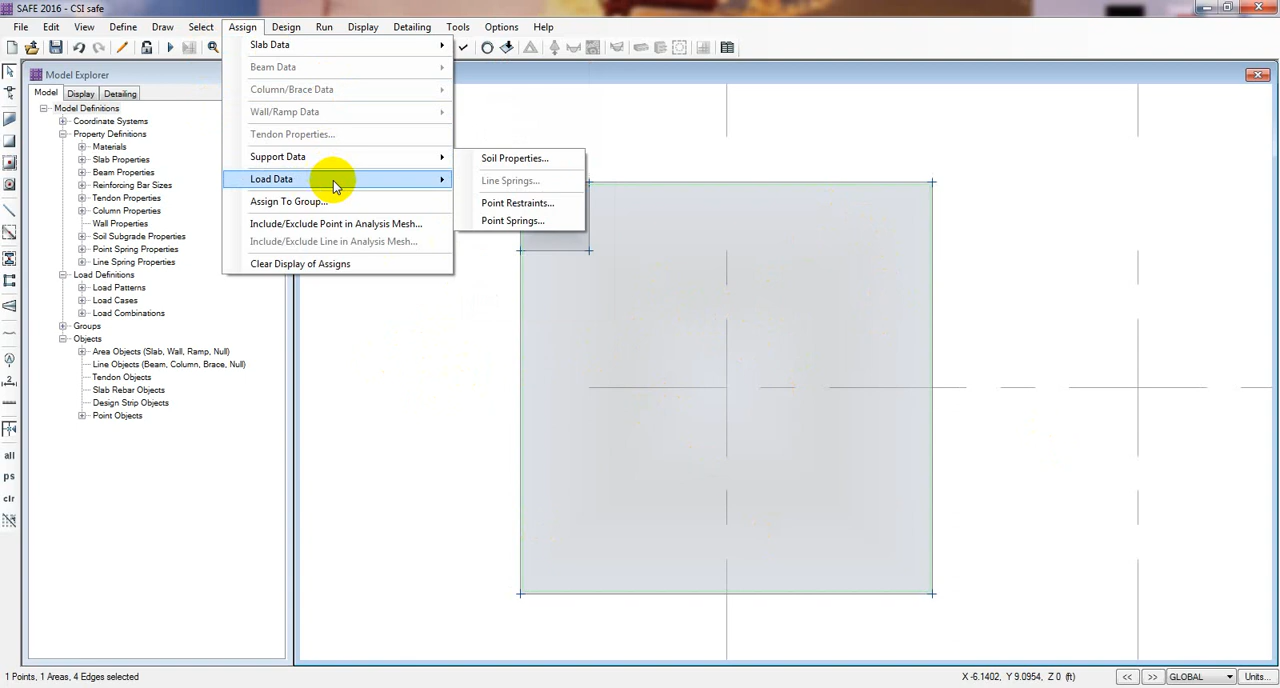 SAFE 2016 - CSI safe
File Edit View Define Draw Select Assign Design Run Display Detailing Tools Options Help
Model Explorer
Model Display Detailing
Model Definitions
Coordinate Systems
Property Definitions
Materials
Slab Properties
Beam Properties
Reinforcing Bar Sizes
Tendon Properties
Column Properties
Wall Properties
Soil Subgrade Properties
Point Spring Properties
Line Spring Properties
Load Definitions
Load Patterns
Load Cases
Load Combinations
Groups
Objects
Area Objects (Slab, Wall, Ramp, Null)
Line Objects (Beam, Column, Brace, Null)
Tendon Objects
Slab Rebar Objects
Design Strip Objects
Point Objects
Slab Data
Beam Data
Column/Brace Data
Wall/Ramp Data
Tendon Properties...
Support Data
Load Data
Assign To Group...
Include/Exclude Point in Analysis Mesh...
Include/Exclude Line in Analysis Mesh...
Clear Display of Assigns
Soil Properties...
Line Springs...
Point Restraints...
Point Springs...
all
ps
clr
1 Points, 1 Areas, 4 Edges selected
X -6.1402, Y 9.0954, Z 0 (ft)
<< >> GLOBAL Units...